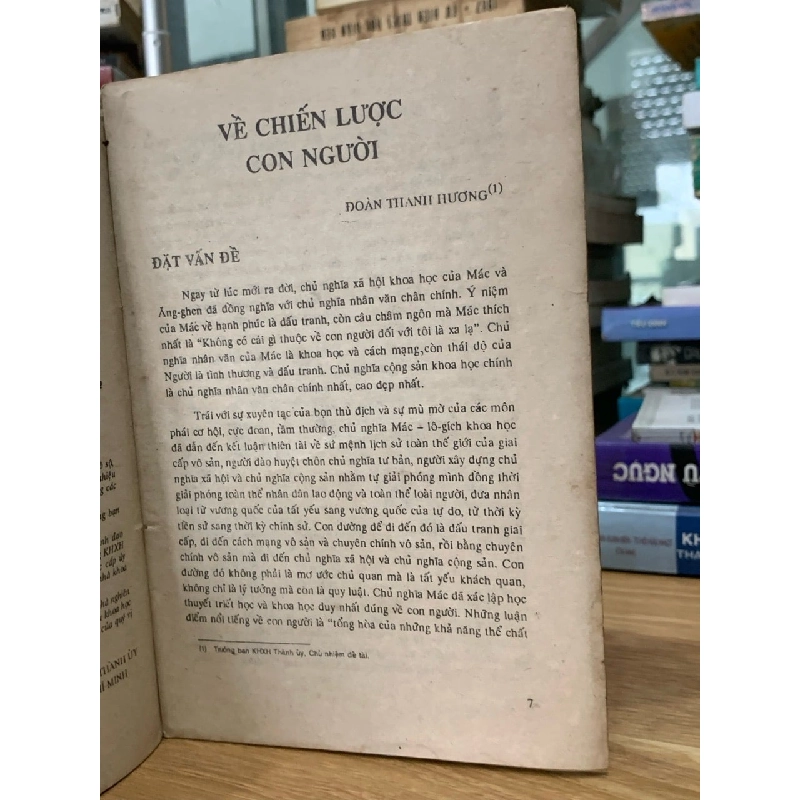 VỀ CHIẾN LƯỢC
CON NGƯỜI
ĐOÀN THANH HƯƠNG(1)
ĐẶT VẤN ĐỀ
Ngay từ lúc mới ra đời, chủ nghĩa xã hội khoa học của Mác và
Ăng-ghen đã đồng nghĩa với chủ nghĩa nhân văn chân chính. Ý niệm
của Mác về hạnh phúc là đấu tranh, còn câu châm ngôn mà Mác thích
nhất là "Không có cái gì thuộc về con người đối với tôi là xa lạ". Chủ
nghĩa nhân văn của Mác là khoa học và cách mạng,còn thái độ của
Người là tình thương và đấu tranh. Chủ nghĩa cộng sản khoa học chính
là chủ nghĩa nhân văn chân chính nhất, cao đẹp nhất.
Trái với sự xuyên tạc của bọn thù địch và sự mù mờ của các môn
phái cơ hội, cực đoan, tầm thường, chủ nghĩa Mác – lô-gích khoa học
đã dẫn đến kết luận thiên tài về sứ mệnh lịch sử toàn thế giới của giai
cấp vô sản, người đào huyệt chôn chủ nghĩa tư bản, người xây dựng chủ
nghĩa xã hội và chủ nghĩa cộng sản nhằm tự giải phóng mình đồng thời
giải phóng toàn thể nhân dân lao động và toàn thể loài người, đưa nhân
loại từ vương quốc của tất yếu sang vương quốc của tự do, từ thời kỳ
tiền sử sang thời kỳ chính sử. Con đường để đi đến đó là đấu tranh giai
cấp, đi đến cách mạng vô sản và chuyên chính vô sản, rồi bằng chuyên
chính vô sản mà đi đến chủ nghĩa xã hội và chủ nghĩa cộng sản. Con
đường đó không phải là mơ ước chủ quan mà là tất yếu khách quan,
không chỉ là lý tưởng mà còn là quy luật. Chủ nghĩa Mác đã xác lập học
thuyết triết học và khoa học duy nhất đúng về con người. Những luận
điểm nổi tiếng về con người là "tổng hòa của những khả năng thể chất
(1) Trưởng ban KHXH Thành ủy, Chủ nhiệm đề tài.
7